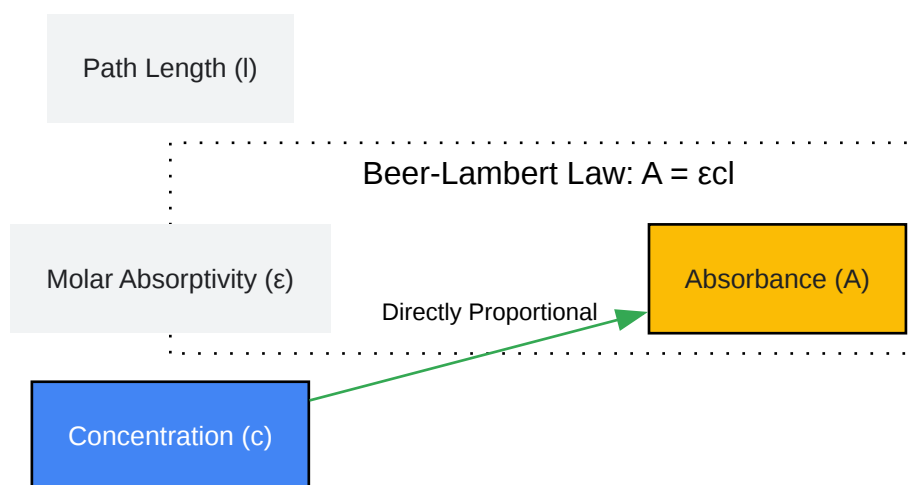 Path Length (l)
Beer-Lambert Law: A = εcl
Molar Absorptivity (ε)
Absorbance (A)
Directly Proportional
Concentration (c)